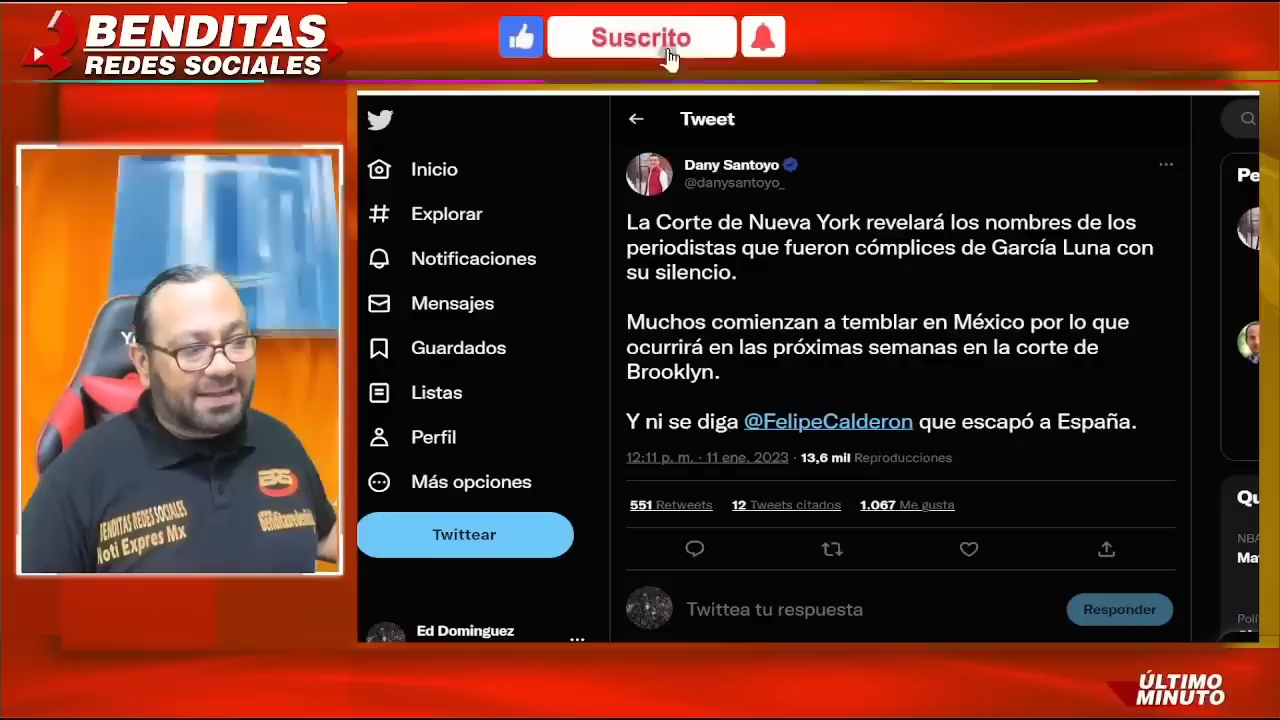 BENDITAS
REDES SOCIALES
Suscrito
Inicio
Explorar
Notificaciones
Mensajes
Guardados
Listas
Perfil
Más opciones
Twittear
Ed Dominguez
Tweet
Dany Santoyo
@danysantoyo_
La Corte de Nueva York revelará los nombres de los
periodistas que fueron cómplices de García Luna con
su silencio.
Muchos comienzan a temblar en México por lo que
ocurrirá en las próximas semanas en la corte de
Brooklyn.
Y ni se diga @FelipeCalderon que escapó a España.
12:11 p. m. · 11 ene. 2023 · 13,6 mil Reproducciones
551 Retweets 12 Tweets citados 1.067 Me gusta
Twittea tu respuesta
Responder
Pe
Qu
NBA
Ma
Polí
BENDITAS REDES SOCIALES
Noti Expres Mx
ÚLTIMO
MINUTO